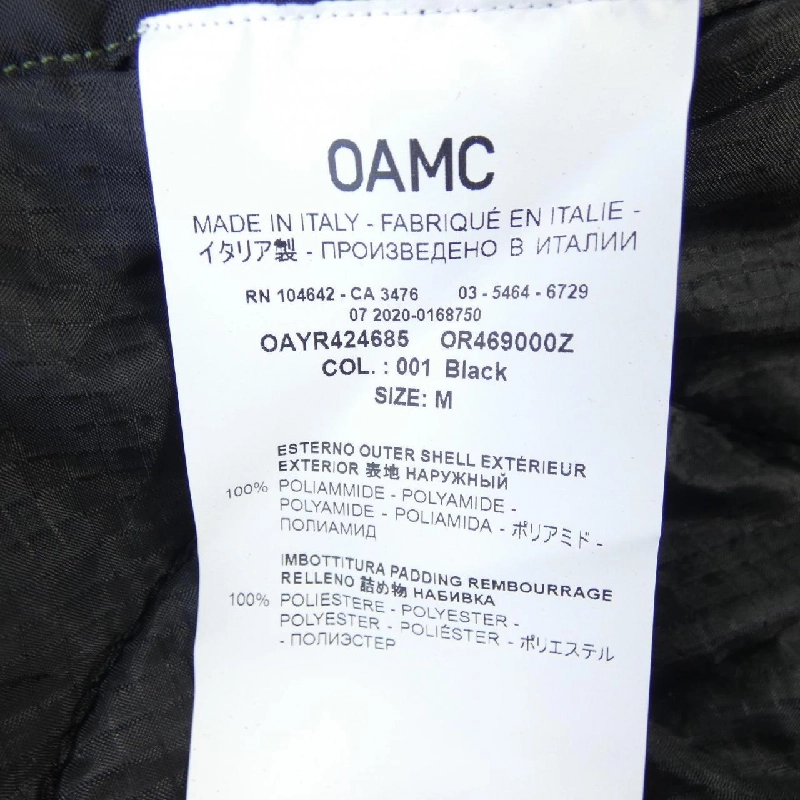 OAMC
MADE IN ITALY - FABRIQUÉ EN ITALIE -
イタリア製 - ПРОИЗВЕДЕНО В ИТАЛИИ
RN 104642 - CA 3476 03 - 5464 - 6729
07 2020-0168750
OAYR424685 OR469000Z
COL. : 001 Black
SIZE: M
ESTERNO OUTER SHELL EXTÉRIEUR
EXTERIOR 表地 НАРУЖНЫЙ
100% POLIAMMIDE - POLYAMIDE -
POLYAMIDE - POLIAMIDA - ポリアミド -
ПОЛИАМИД
IMBOTTITURA PADDING REMBOURRAGE
RELLENO 詰め物 НАБИВКА
100% POLIESTERE - POLYESTER -
POLYESTER - POLIÉSTER - ポリエステル
- ПОЛИЭСТЕР